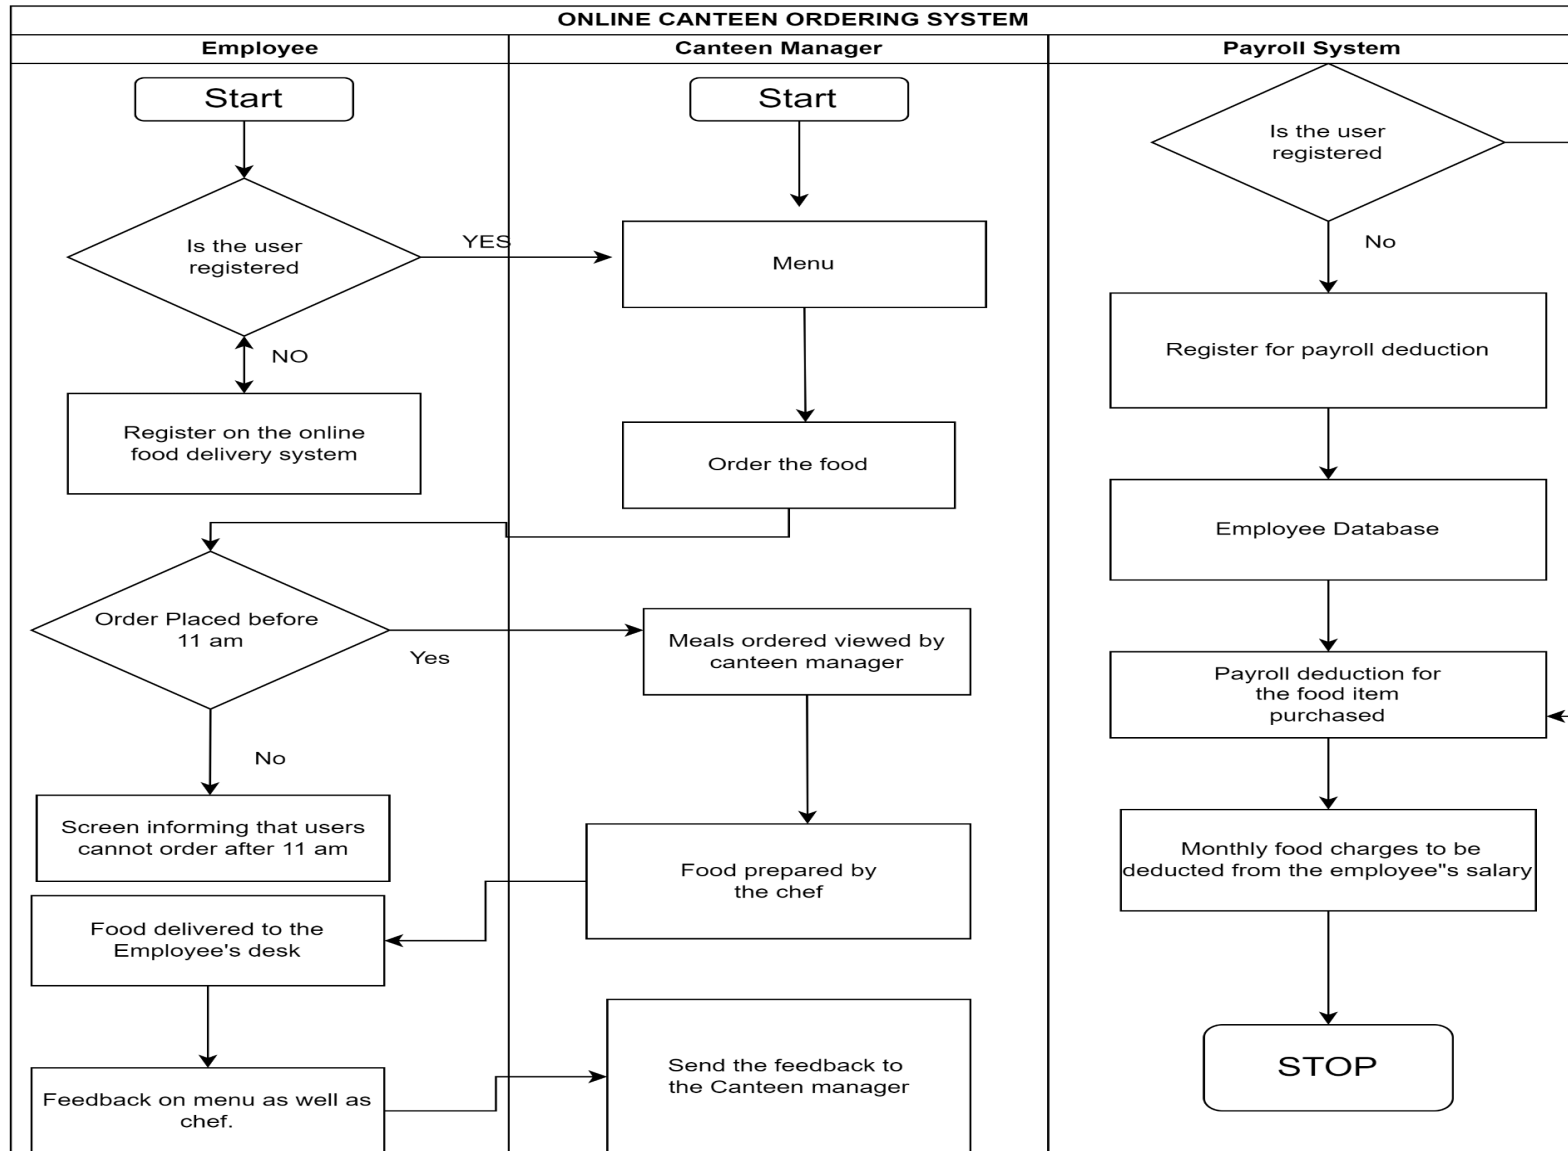 ONLINE CANTEEN ORDERING SYSTEM
Employee
Canteen Manager
Payroll System
Start
Start
Is the user
registered
Is the user
registered
YES
Menu
No
NO
Register for payroll deduction
Register on the online
food delivery system
Order the food
Employee Database
Order Placed before
11 am
Yes
Meals ordered viewed by
canteen manager
Payroll deduction for
the food item
purchased
No
Screen informing that users
cannot order after 11 am
Food prepared by
the chef
Monthly food charges to be
deducted from the employee"s salary
Food delivered to the
Employee's desk
Send the feedback to
the Canteen manager
STOP
Feedback on menu as well as
chef.